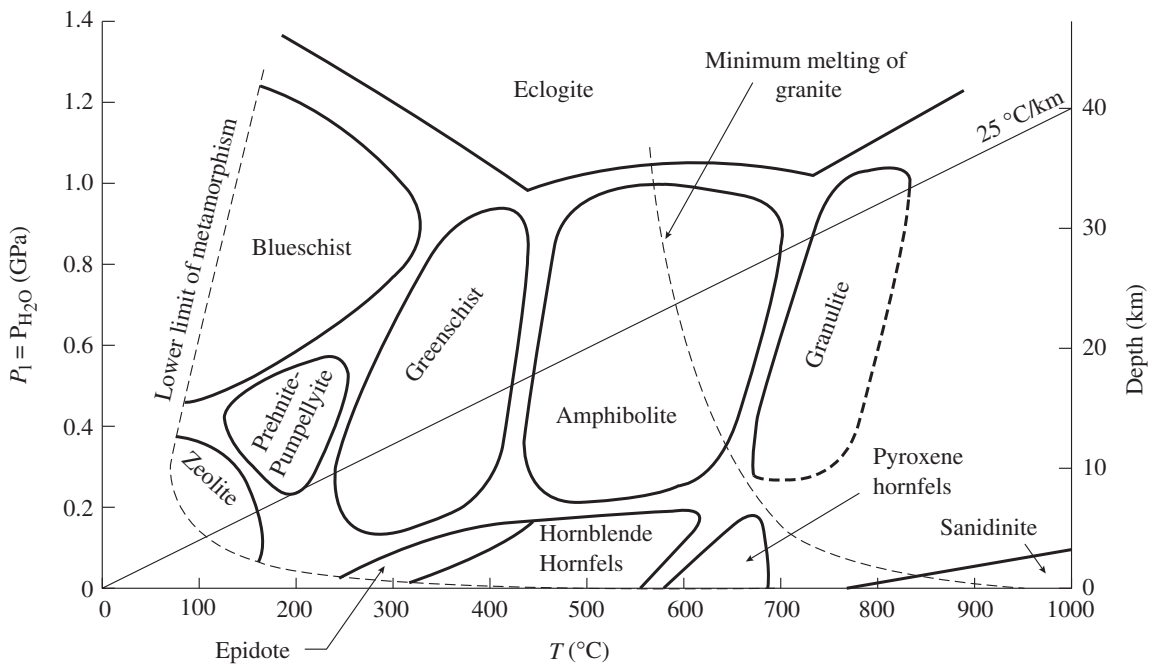 1.4
1.2
1.0
0.8
0.6
0.4
0.2
0
P₁ = P_H₂O (GPa)
Eclogite
Minimum melting of
granite
25 °C/km
Lower limit of metamorphism
Blueschist
Greenschist
Granulite
Prehnite-
Pumpellyite
Amphibolite
Zeolite
Pyroxene
hornfels
Hornblende
Hornfels
Sanidinite
40
30
20
10
0
Depth (km)
0 100 200 300 400 500 600 700 800 900 1000
Epidote
T (°C)